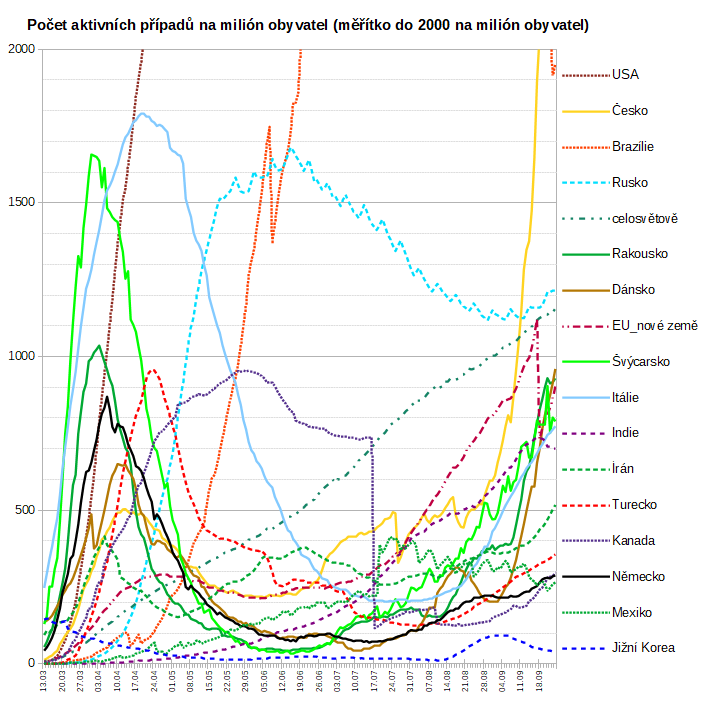 Počet aktivních případů na milión obyvatel (měřítko do 2000 na milión obyvatel)
2000
1500
1000
500
0
13.03
20.03
27.03
03.04
10.04
17.04
24.04
01.05
08.05
15.05
22.05
29.05
05.06
12.06
19.06
26.06
03.07
10.07
17.07
24.07
31.07
07.08
14.08
21.08
28.08
04.09
11.09
18.09
USA
Česko
Brazílie
Rusko
celosvětově
Rakousko
Dánsko
EU_nové země
Švýcarsko
Itálie
Indie
Írán
Turecko
Kanada
Německo
Mexiko
Jižní Korea